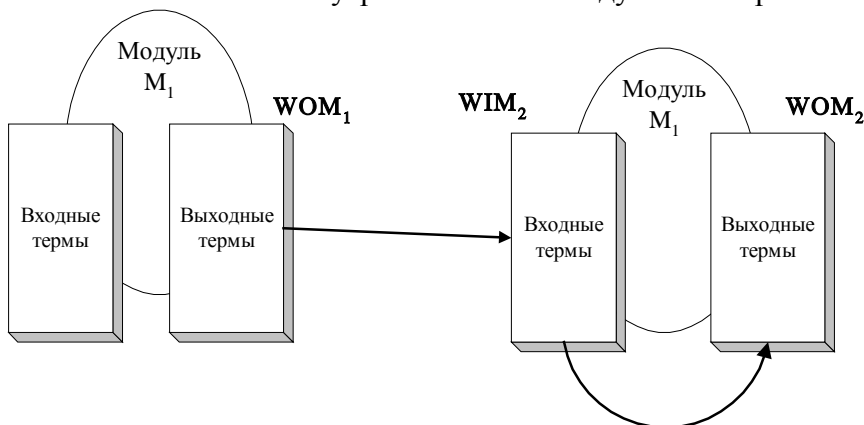 Модуль
M1
WOM1
Входные
термы
Выходные
термы
WIM2
Модуль
M1
WOM2
Входные
термы
Выходные
термы